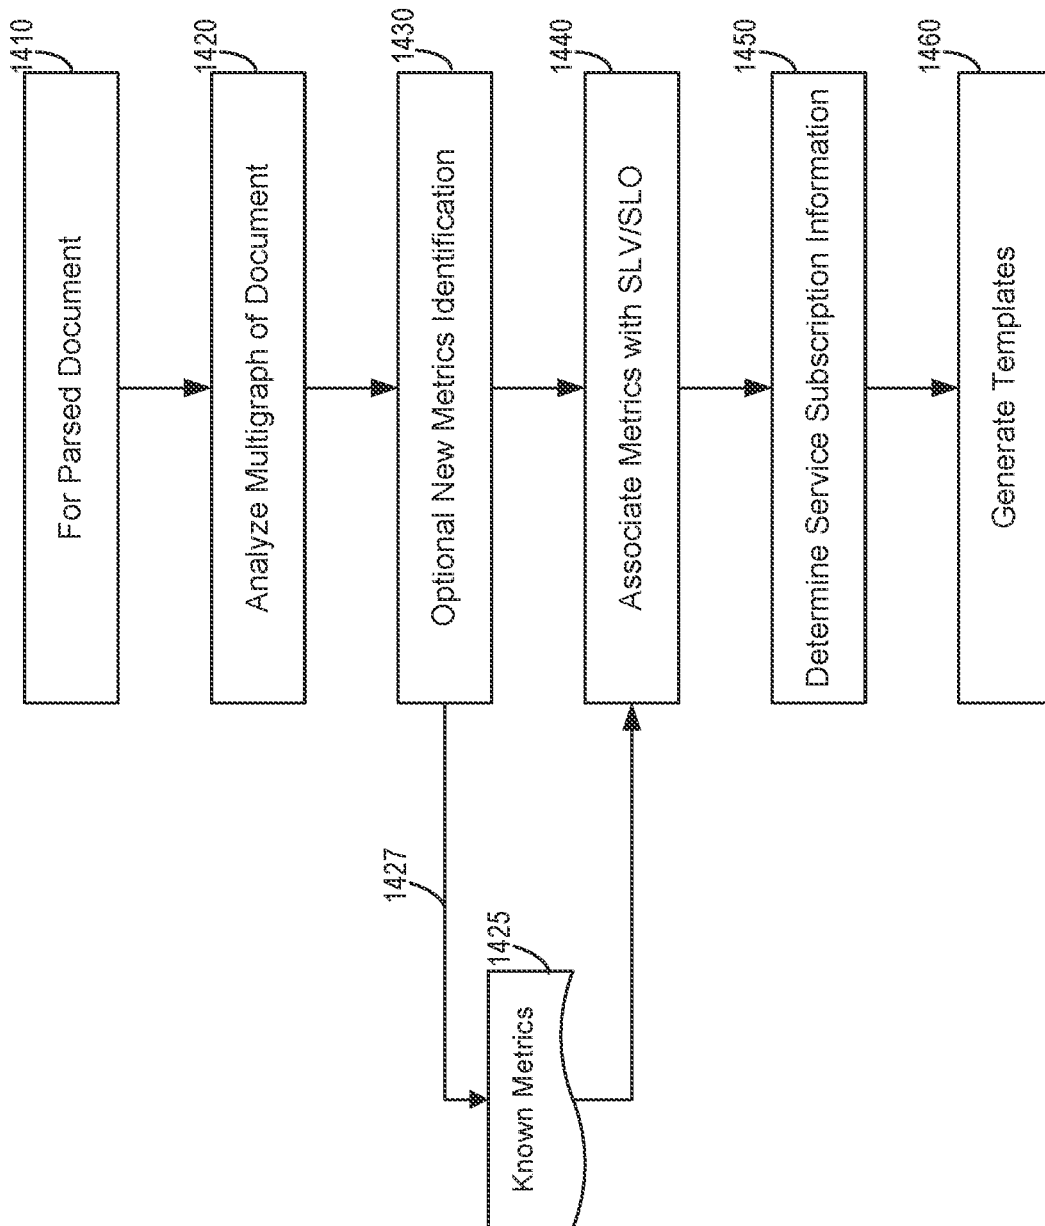 1410
For Parsed Document
1420
Analyze Multigraph of Document
1430
Optional New Metrics Identification
1427
1425
Known Metrics
1440
Associate Metrics with SLV/SLO
1450
Determine Service Subscription Information
1460
Generate Templates